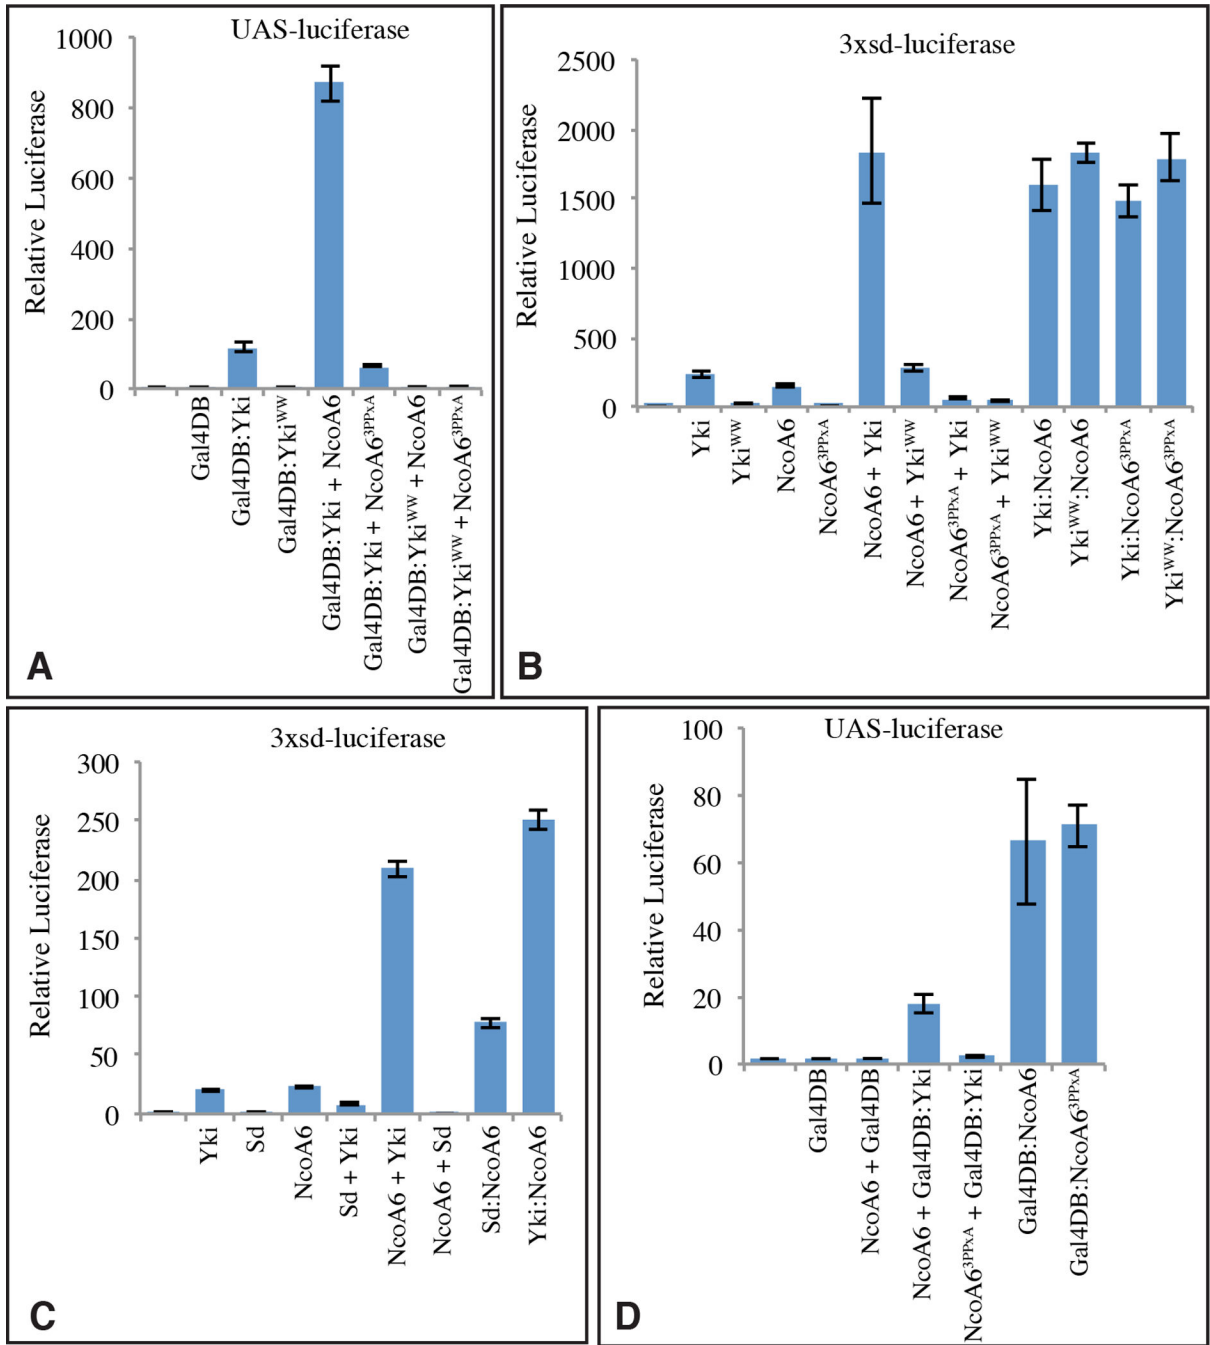 UAS-luciferase
Relative Luciferase
1000
800
600
400
200
0
Gal4DB
Gal4DB:Yki
Gal4DB:Yki^WW
Gal4DB:Yki + NcoA6
Gal4DB:Yki + NcoA6^3PPxA
Gal4DB:Yki^WW + NcoA6
Gal4DB:Yki^WW + NcoA6^3PPxA
A
3xsd-luciferase
Relative Luciferase
2500
2000
1500
1000
500
0
Yki
Yki^WW
NcoA6
NcoA6^3PPxA
NcoA6 + Yki
NcoA6 + Yki^WW
NcoA6^3PPxA + Yki
NcoA6^3PPxA + Yki^WW
Yki:NcoA6
Yki^WW:NcoA6
Yki:NcoA6^3PPxA
Yki^WW:NcoA6^3PPxA
B
3xsd-luciferase
Relative Luciferase
300
250
200
150
100
50
0
Yki
Sd
NcoA6
Sd + Yki
NcoA6 + Yki
NcoA6 + Sd
Sd:NcoA6
Yki:NcoA6
C
UAS-luciferase
Relative Luciferase
100
80
60
40
20
0
Gal4DB
NcoA6 + Gal4DB
NcoA6 + Gal4DB:Yki
NcoA6^3PPxA + Gal4DB:Yki
Gal4DB:NcoA6
Gal4DB:NcoA6^3PPxA
D